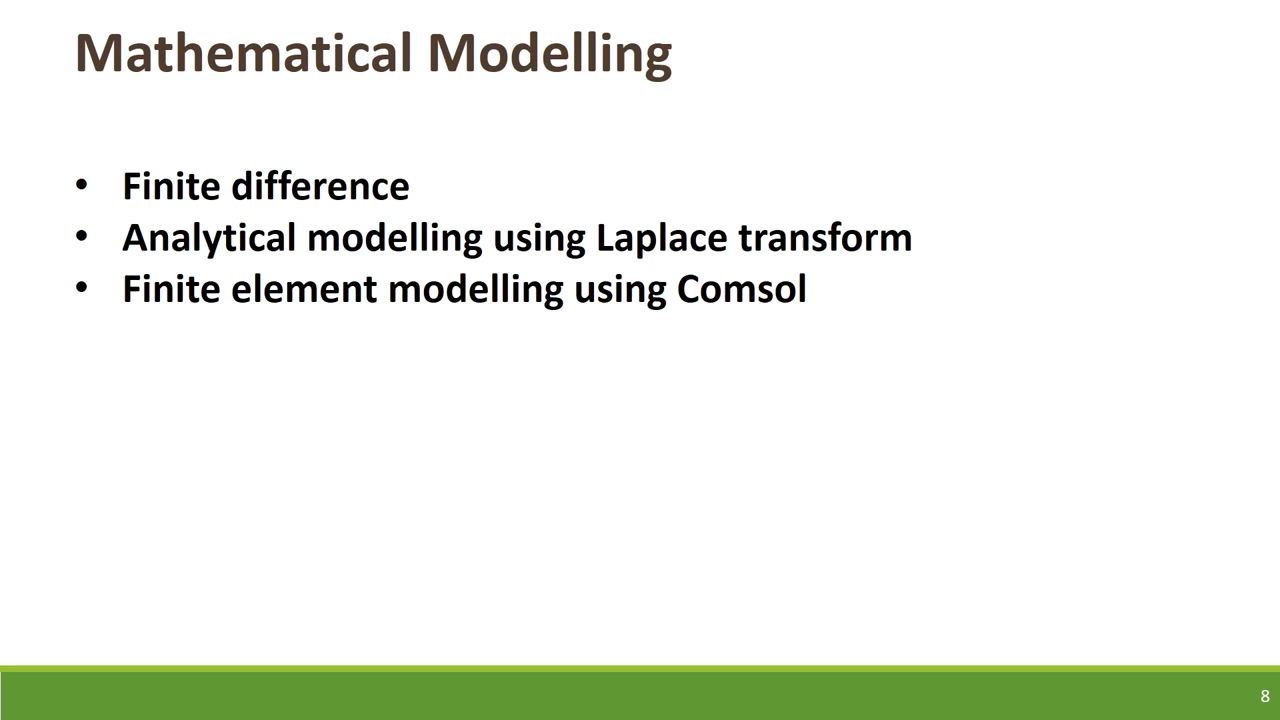 Mathematical Modelling
• Finite difference
• Analytical modelling using Laplace transform
• Finite element modelling using Comsol
8